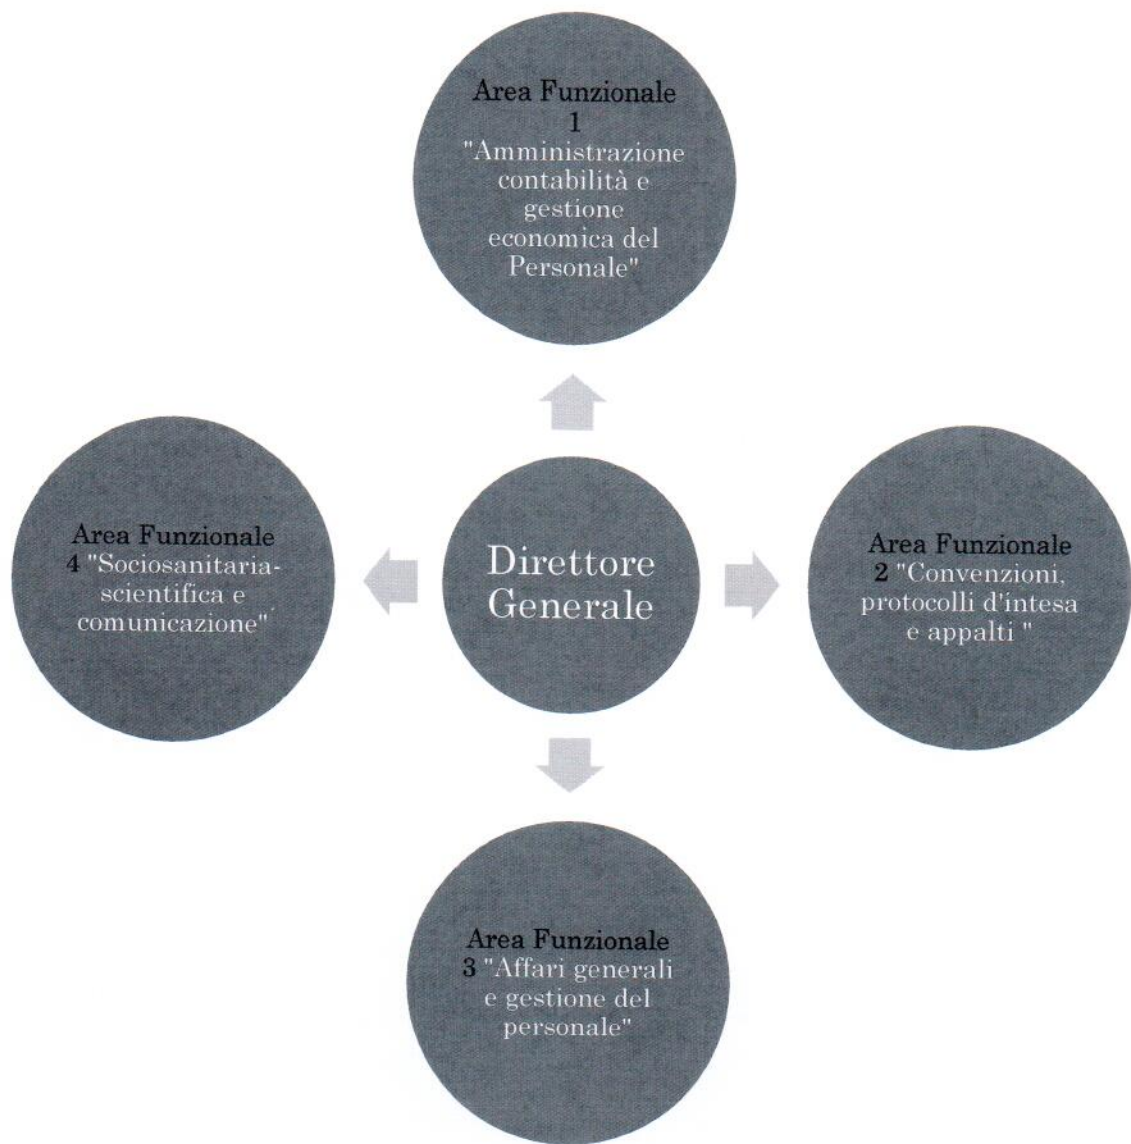 Area Funzionale
1
"Amministrazione
contabilità e
gestione
economica del
Personale"
Area Funzionale
4 "Sociosanitaria-
scientifica e
comunicazione"
Direttore
Generale
Area Funzionale
2 "Convenzioni,
protocolli d'intesa
e appalti "
Area Funzionale
3 "Affari generali
e gestione del
personale"